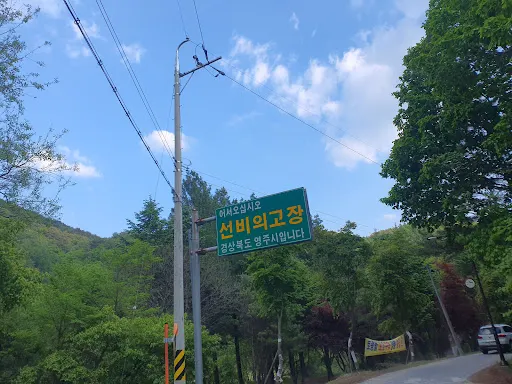 어서오십시오
선비의고장
경상북도 영주시입니다